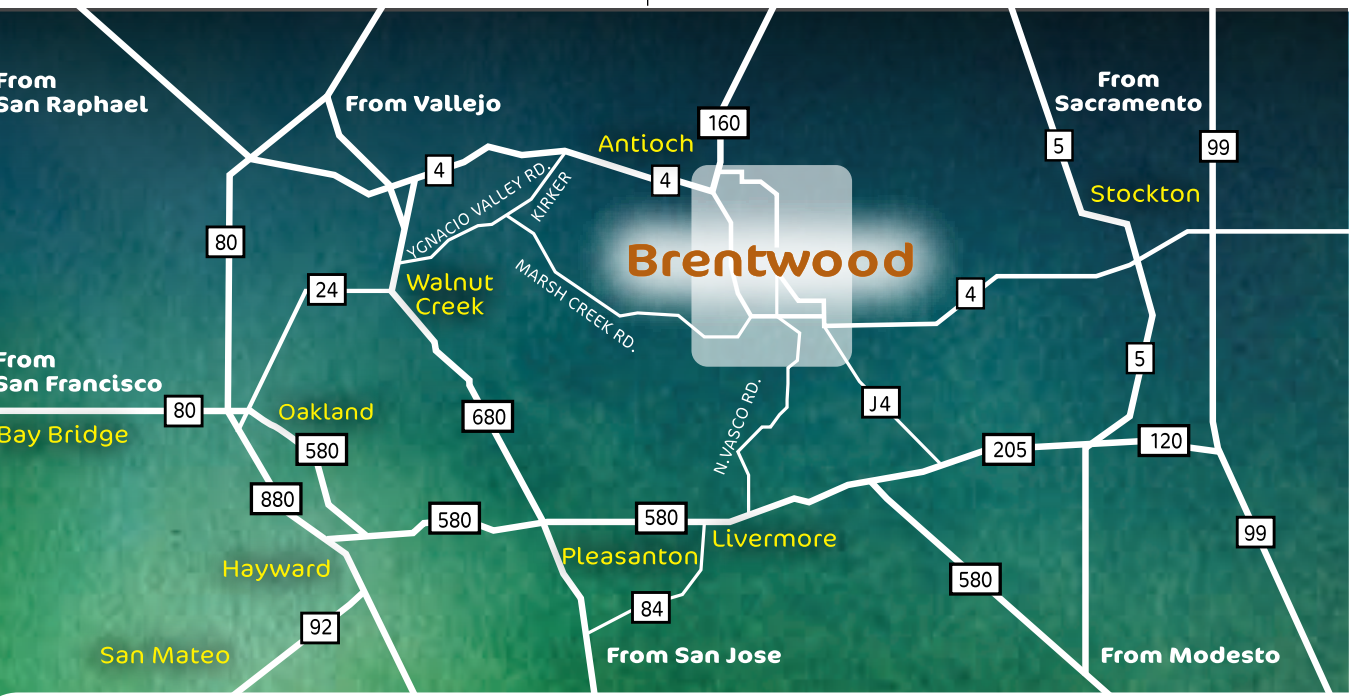 From
San Raphael
From Vallejo
Antioch
160
From
Sacramento
5
99
4
4
Stockton
YGNACIO VALLEY RD.
KIRKER
80
Brentwood
24
Walnut
Creek
MARSH CREEK RD.
4
From
San Francisco
5
80
Oakland
680
J4
Bay Bridge
580
N.VASCO RD.
205
120
880
580
580
Livermore
99
Pleasanton
Hayward
580
84
92
San Mateo
From San Jose
From Modesto